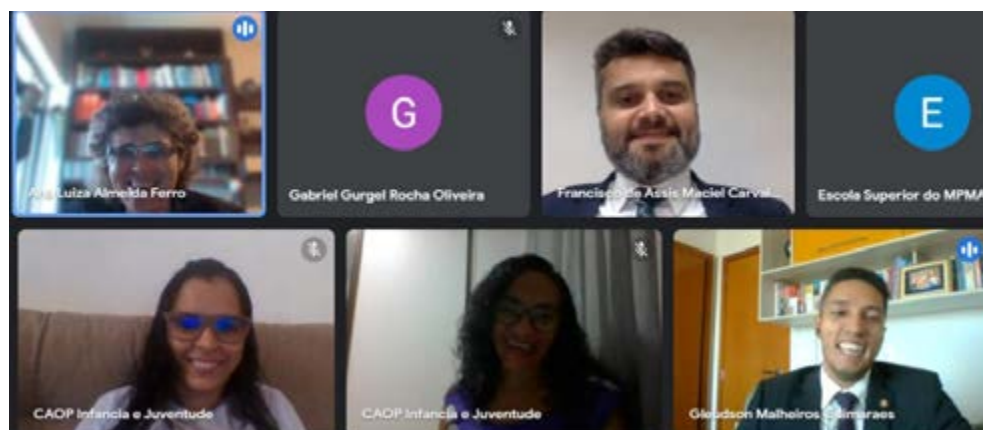 Ana Luiza Almeida Ferro
G
Gabriel Gurgel Rocha Oliveira
Francisco de Assis Maciel Carval
E
Escola Superior do MPMA
CAOP Infancia e Juventude
CAOP Infancia e Juventude
Gleudson Malheiros Guimaraes